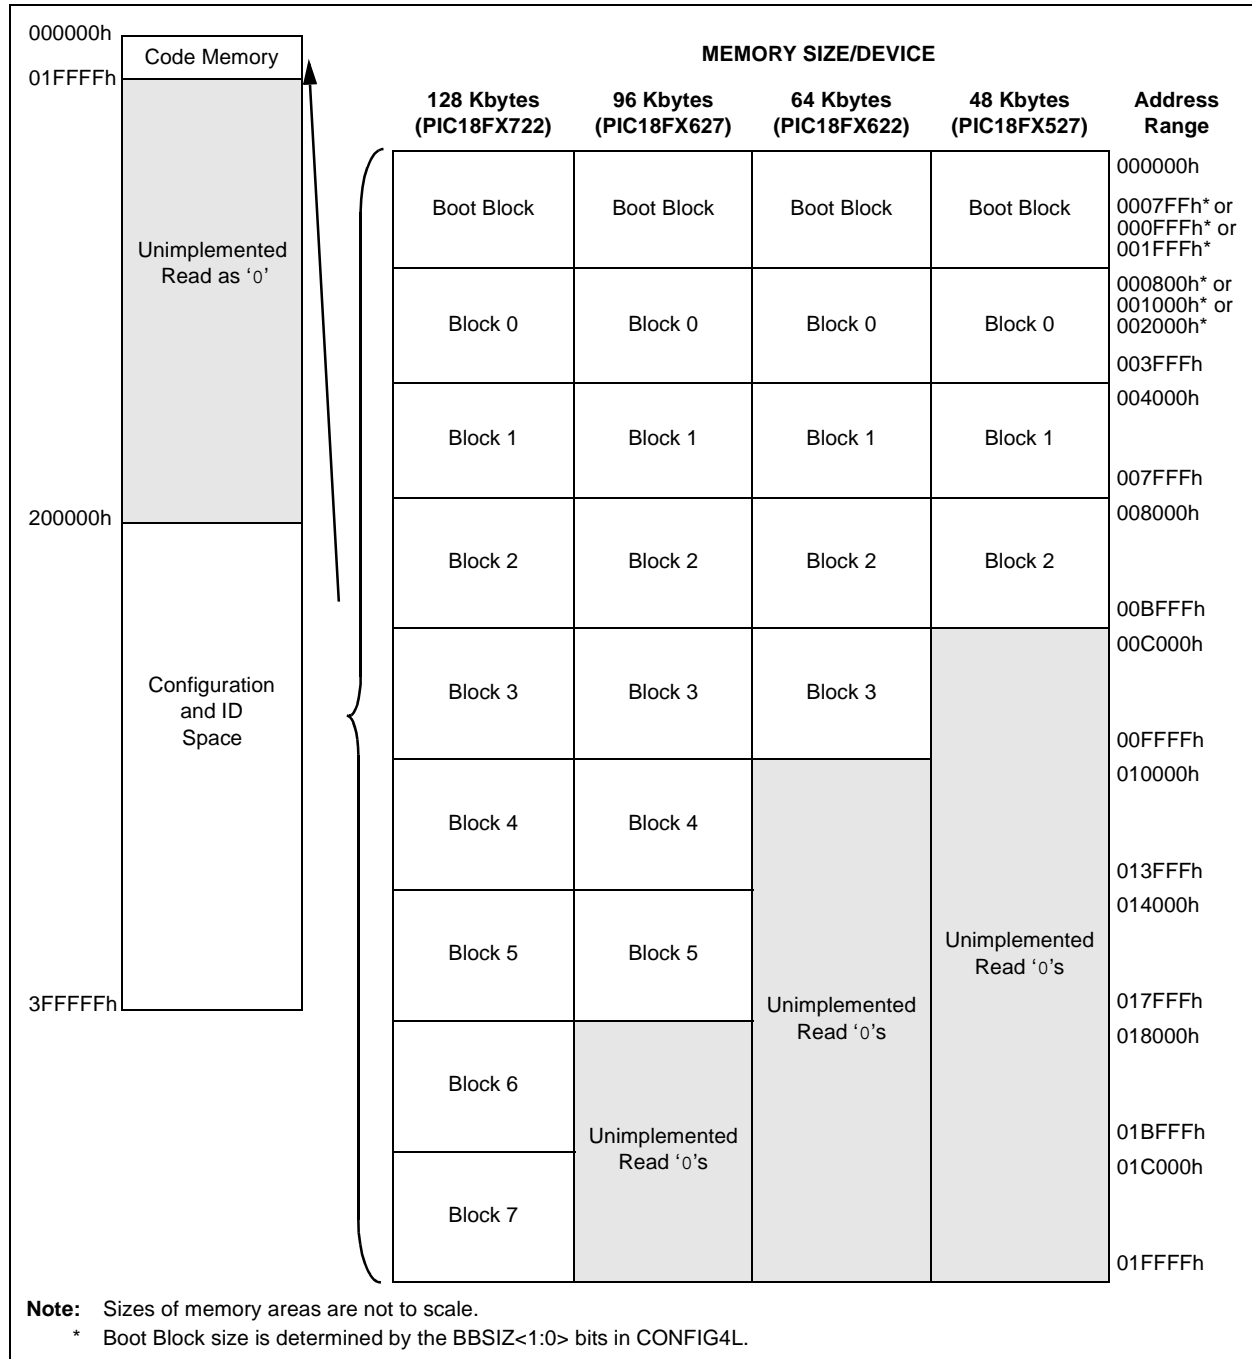 000000h
Code Memory
01FFFFh
Unimplemented
Read as ‘0’
200000h
Configuration
and ID
Space
3FFFFFh
MEMORY SIZE/DEVICE
128 Kbytes
(PIC18FX722)
96 Kbytes
(PIC18FX627)
64 Kbytes
(PIC18FX622)
48 Kbytes
(PIC18FX527)
Address
Range
Boot Block
Boot Block
Boot Block
Boot Block
000000h
0007FFh* or
000FFFh* or
001FFFh*
Block 0
Block 0
Block 0
Block 0
000800h* or
001000h* or
002000h*
003FFFh
Block 1
Block 1
Block 1
Block 1
004000h
007FFFh
Block 2
Block 2
Block 2
Block 2
008000h
00BFFFh
Block 3
Block 3
Block 3
00C000h
00FFFFh
Block 4
Block 4
010000h
013FFFh
Block 5
Block 5
Unimplemented
Read ‘0’s
Unimplemented
Read ‘0’s
014000h
017FFFh
Block 6
018000h
01BFFFh
Unimplemented
Read ‘0’s
Block 7
01C000h
01FFFFh
Note: Sizes of memory areas are not to scale.
* Boot Block size is determined by the BBSIZ<1:0> bits in CONFIG4L.